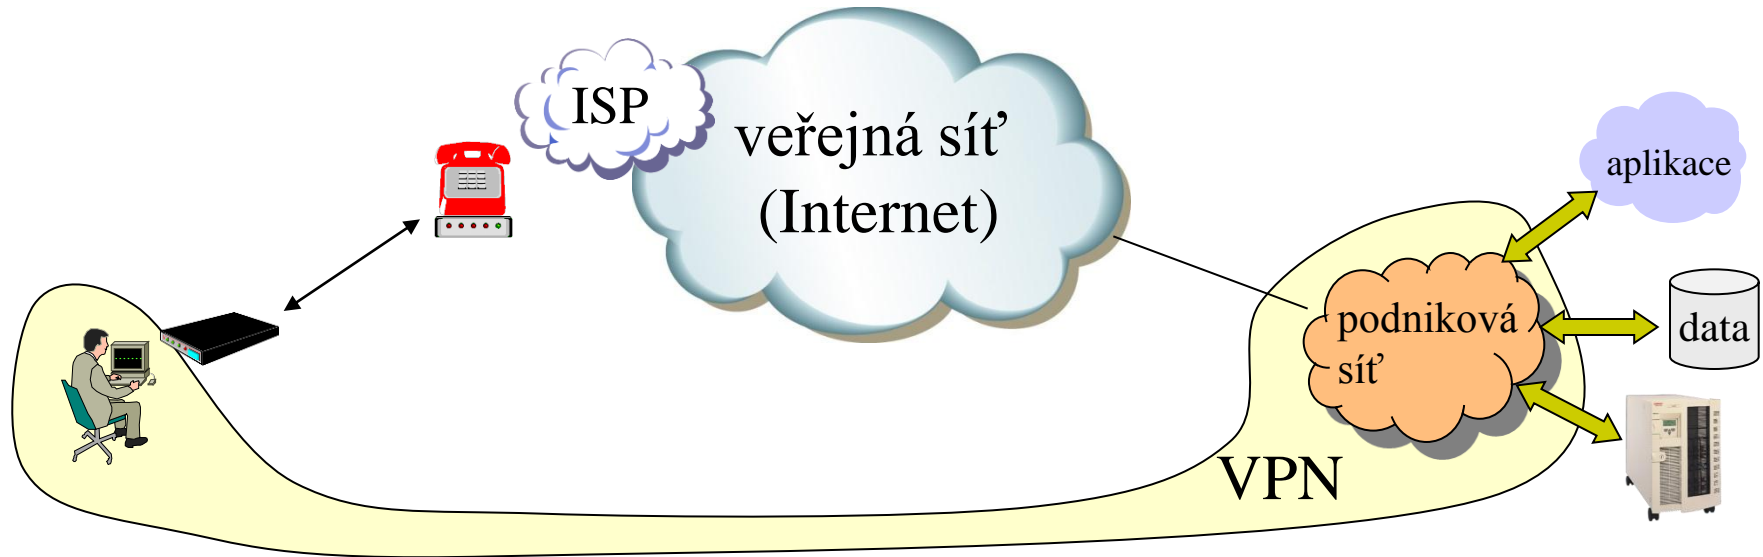 ISP
veřejná síť
(Internet)
aplikace
podniková
síť
data
VPN